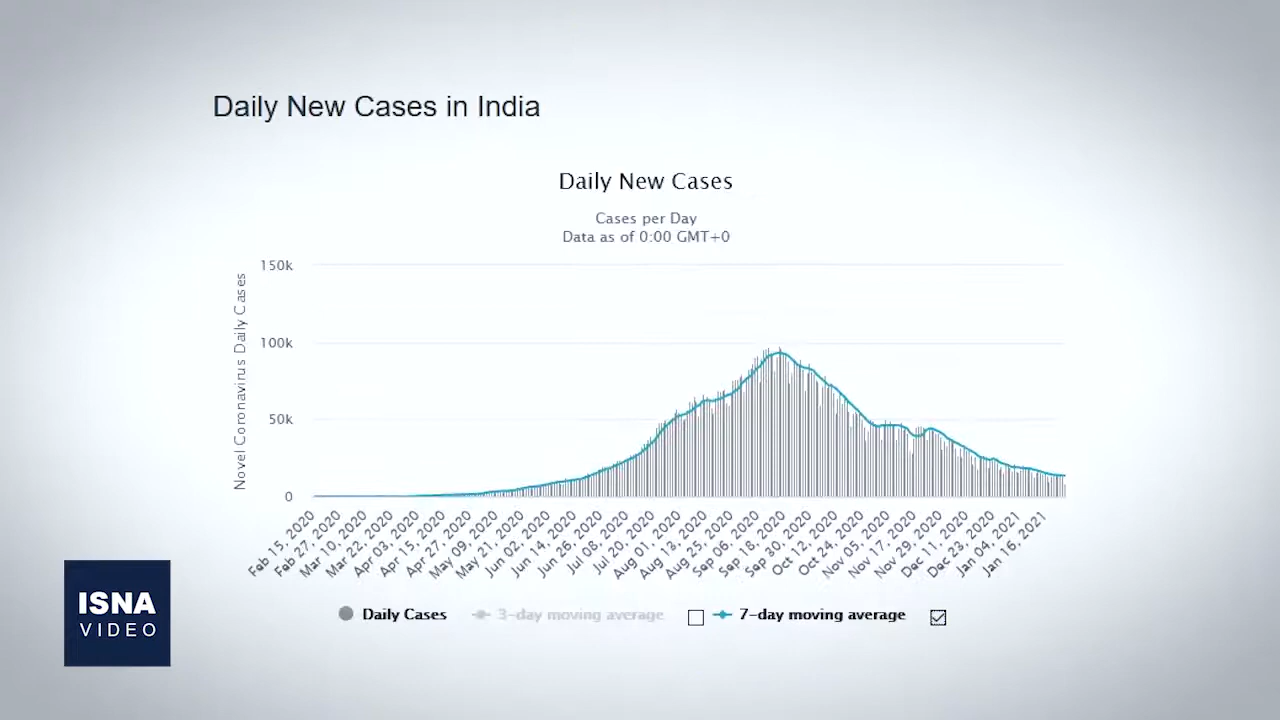 Daily New Cases in India
Daily New Cases
Cases per Day
Data as of 0:00 GMT+0
Novel Coronavirus Daily Cases
150k
100k
50k
0
Feb 15, 2020
Feb 27, 2020
Mar 10, 2020
Mar 22, 2020
Apr 03, 2020
Apr 15, 2020
Apr 27, 2020
May 09, 2020
May 21, 2020
Jun 02, 2020
Jun 14, 2020
Jun 26, 2020
Jul 08, 2020
Jul 20, 2020
Aug 01, 2020
Aug 13, 2020
Aug 25, 2020
Sep 06, 2020
Sep 18, 2020
Sep 30, 2020
Oct 12, 2020
Oct 24, 2020
Nov 05, 2020
Nov 17, 2020
Nov 29, 2020
Dec 11, 2020
Dec 23, 2020
Jan 04, 2021
Jan 16, 2021
Daily Cases 3-day moving average 7-day moving average
ISNA
VIDEO